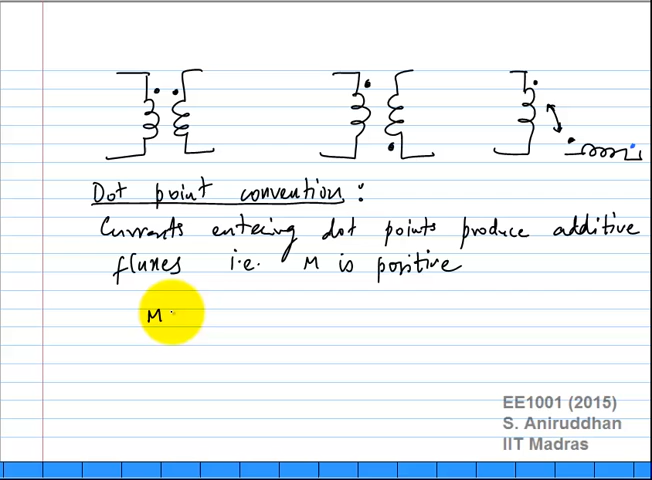 Dot point convention :
Currents entering dot points produce additive
fluxes i.e. M is positive
M
EE1001 (2015)
S. Aniruddhan
IIT Madras